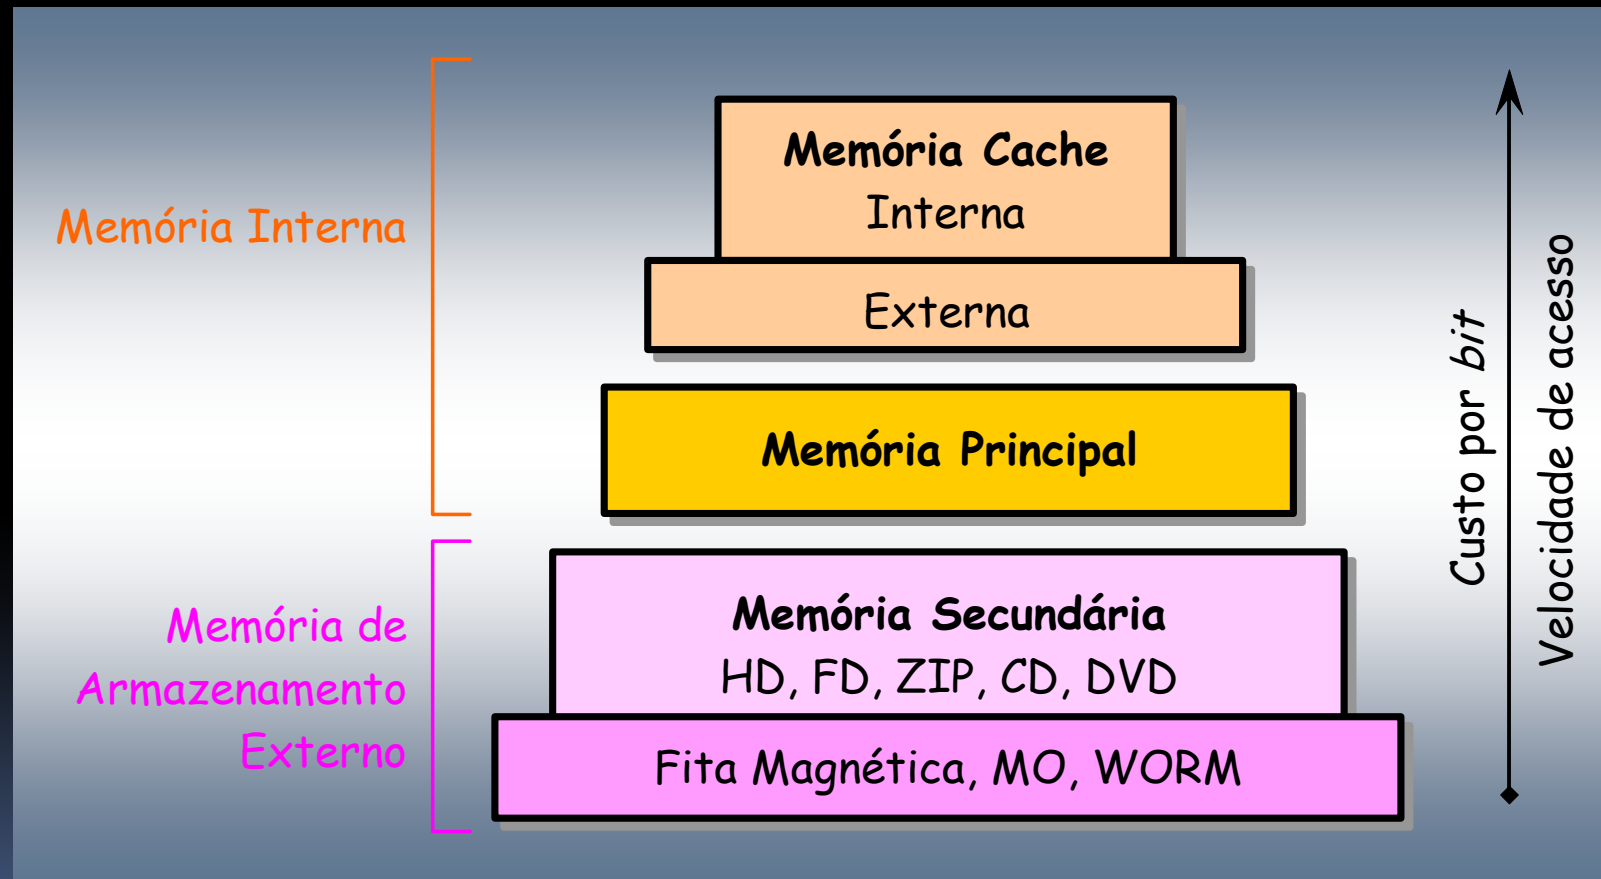 Memória Cache
Interna
Memória Interna
Externa
Memória Principal
Custo por bit
Velocidade de acesso
Memória Secundária
HD, FD, ZIP, CD, DVD
Memória de
Armazenamento
Externo
Fita Magnética, MO, WORM